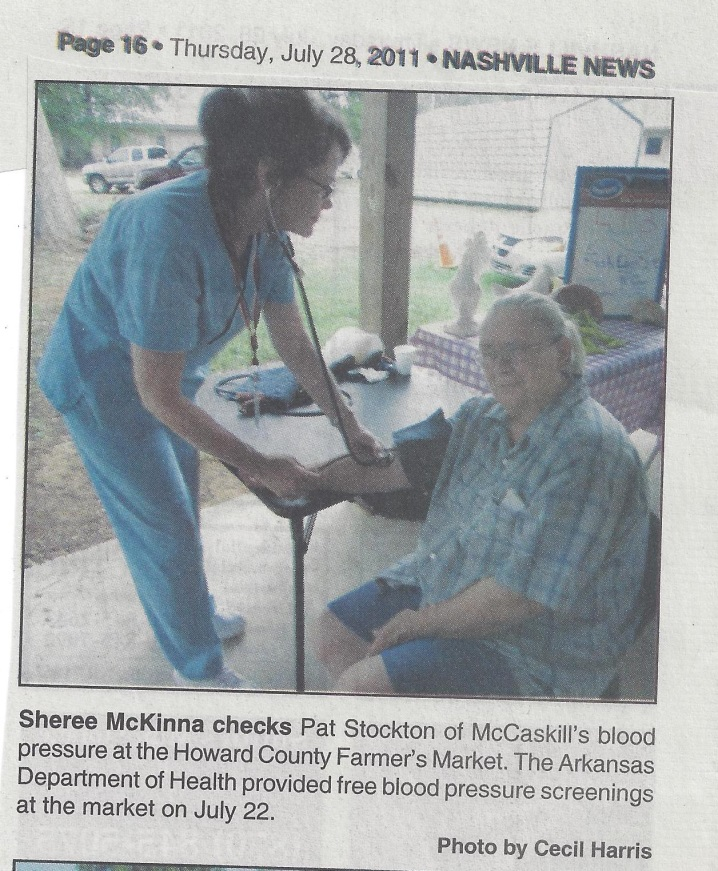 Page 16 • Thursday, July 28, 2011 • NASHVILLE NEWS
Sheree McKinna checks Pat Stockton of McCaskill's blood
pressure at the Howard County Farmer's Market. The Arkansas
Department of Health provided free blood pressure screenings
at the market on July 22.
Photo by Cecil Harris